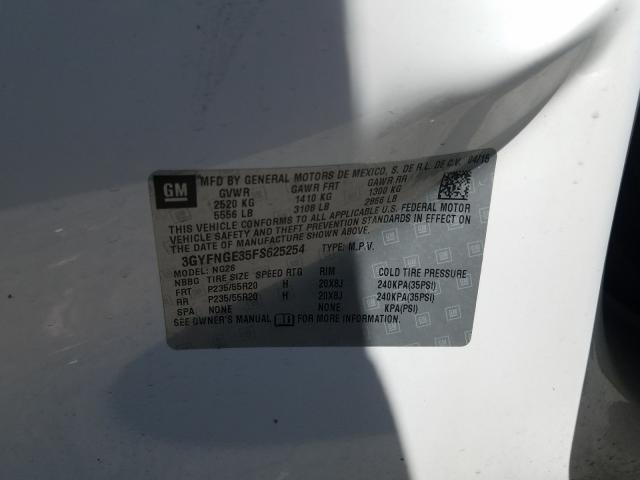 GM
MFD BY GENERAL MOTORS DE MEXICO, S. DE R.L. DE C.V. 04/15
GVWR GAWR FRT GAWR RR
2520 KG 1410 KG 1300 KG
5556 LB 3108 LB 2866 LB
THIS VEHICLE CONFORMS TO ALL APPLICABLE U.S. FEDERAL MOTOR
VEHICLE SAFETY AND THEFT PREVENTION STANDARDS IN EFFECT ON
THE DATE OF MANUFACTURE SHOWN ABOVE.
3GYFNGE35FS625254 TYPE: M.P.V.
MODEL: NG26
NBBG TIRE SIZE SPEED RTG RIM COLD TIRE PRESSURE
FRT P235/55R20 H 20X8J 240KPA(35PSI)
RR P235/55R20 H 20X8J 240KPA(35PSI)
SPA NONE NONE KPA(PSI)
SEE OWNER'S MANUAL FOR MORE INFORMATION.